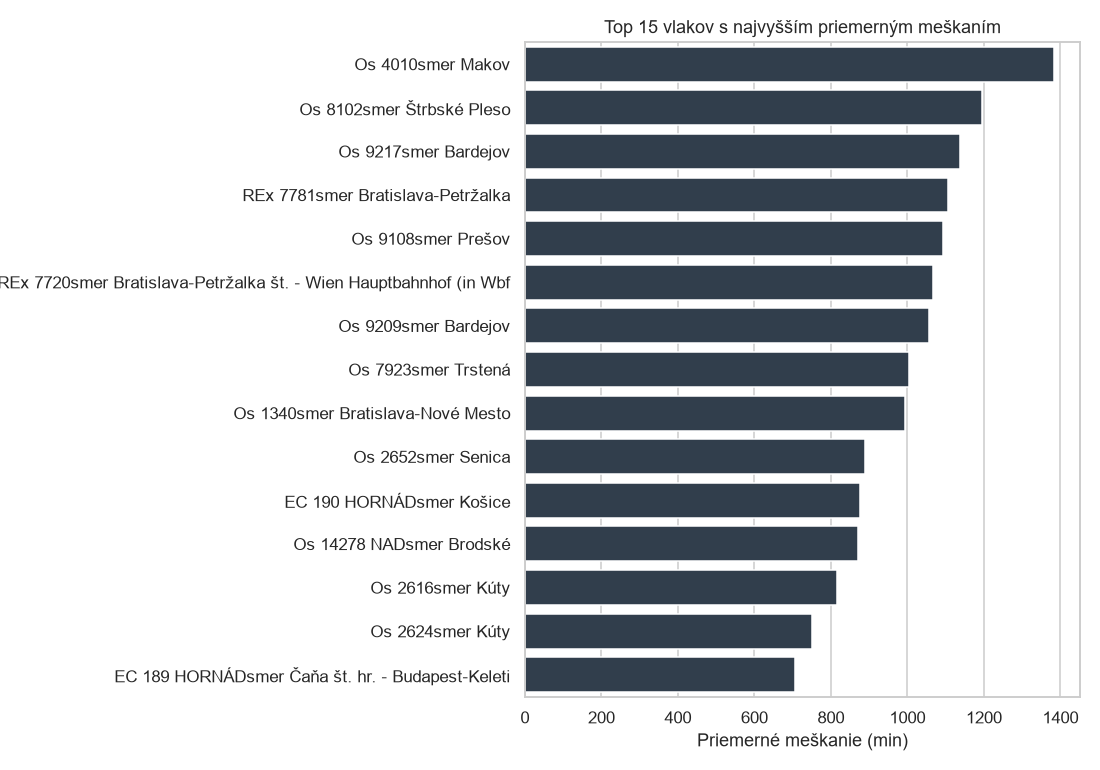 Top 15 vlakov s najvyšším priemerným meškaním
Os 4010smer Makov
Os 8102smer Štrbské Pleso
Os 9217smer Bardejov
REx 7781smer Bratislava-Petržalka
Os 9108smer Prešov
REx 7720smer Bratislava-Petržalka št. - Wien Hauptbahnhof (in Wbf
Os 9209smer Bardejov
Os 7923smer Trstená
Os 1340smer Bratislava-Nové Mesto
Os 2652smer Senica
EC 190 HORNÁDsmer Košice
Os 14278 NADsmer Brodské
Os 2616smer Kúty
Os 2624smer Kúty
EC 189 HORNÁDsmer Čaňa št. hr. - Budapest-Keleti
0 200 400 600 800 1000 1200 1400
Priemerné meškanie (min)